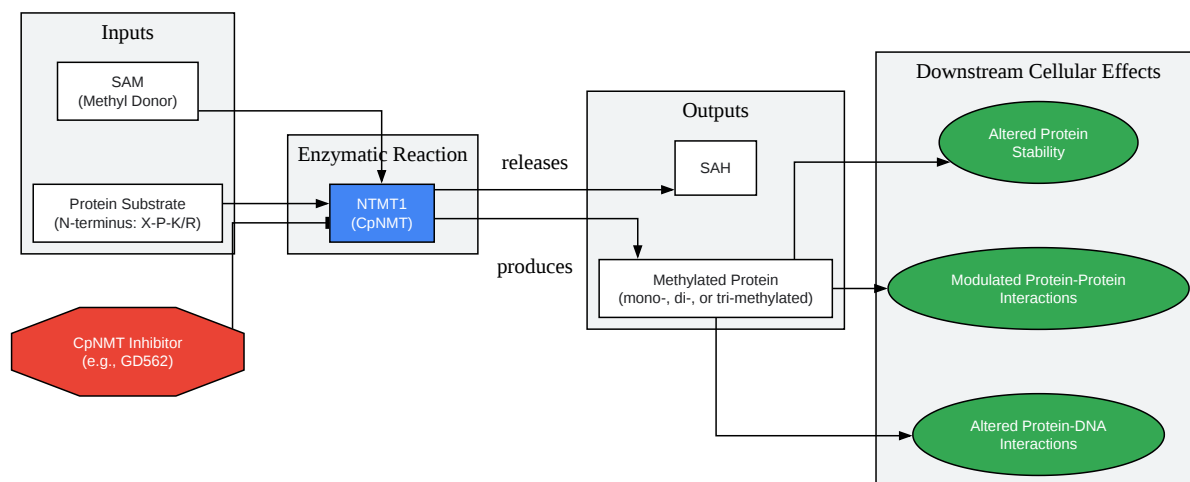 Inputs
SAM
(Methyl Donor)
Protein Substrate
(N-terminus: X-P-K/R)
CpNMT Inhibitor
(e.g., GD562)
Enzymatic Reaction
NTMT1
(CpNMT)
releases
produces
Outputs
SAH
Methylated Protein
(mono-, di-, or tri-methylated)
Downstream Cellular Effects
Altered Protein
Stability
Modulated Protein-Protein
Interactions
Altered Protein-DNA
Interactions